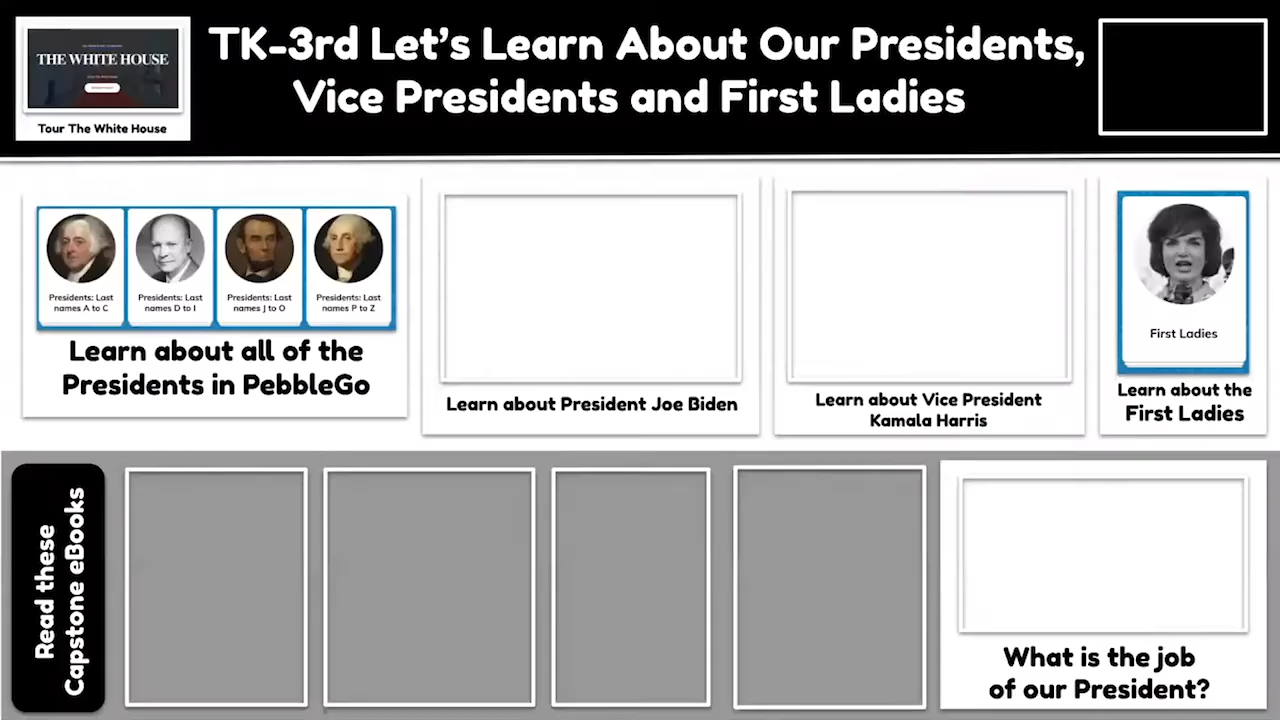 THE WHITE HOUSE
Tour The White House
TK-3rd Let's Learn About Our Presidents,
Vice Presidents and First Ladies
Presidents: Last
names A to C
Presidents: Last
names D to I
Presidents: Last
names J to O
Presidents: Last
names P to Z
Learn about all of the
Presidents in PebbleGo
Learn about President Joe Biden
Learn about Vice President
Kamala Harris
First Ladies
Learn about the
First Ladies
Read these
Capstone eBooks
What is the job
of our President?